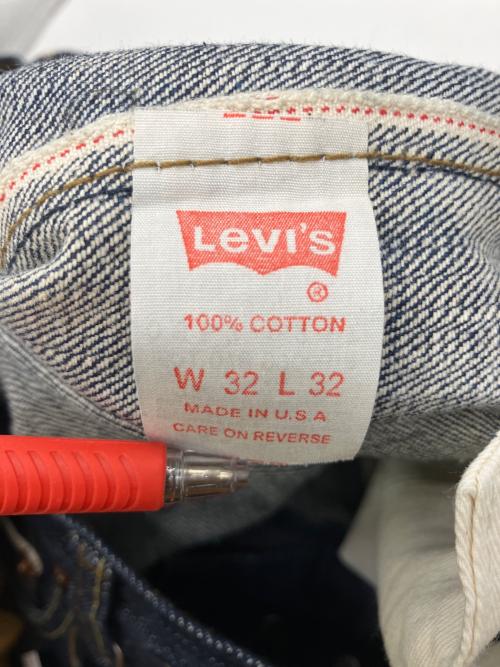 Levi's
®
100% COTTON
W 32 L 32
MADE IN U.S A
CARE ON REVERSE